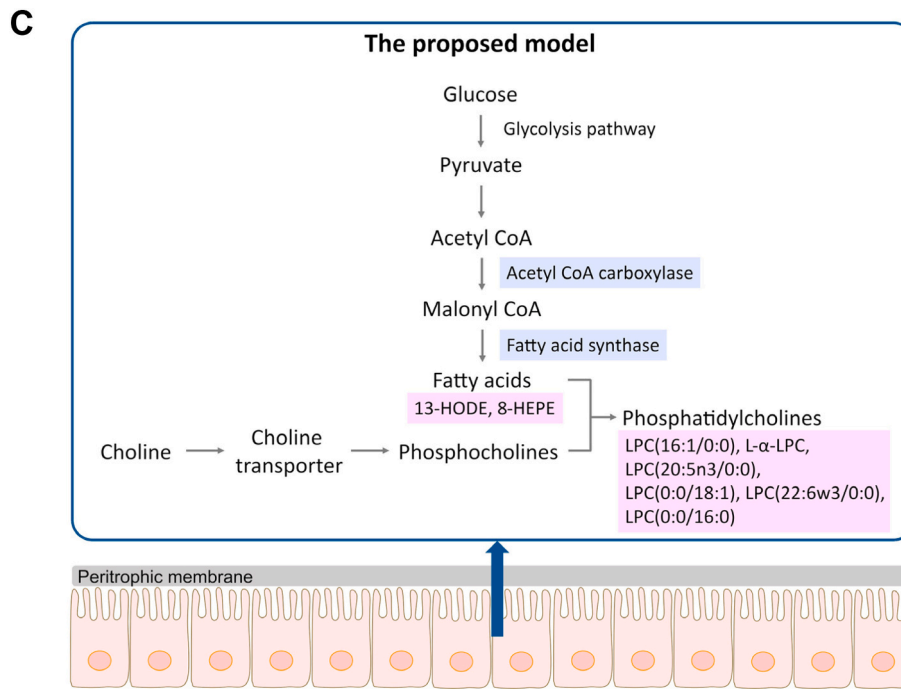 C
The proposed model
Glucose
Glycolysis pathway
Pyruvate
Acetyl CoA
Acetyl CoA carboxylase
Malonyl CoA
Fatty acid synthase
Fatty acids
13-HODE, 8-HEPE
Choline
Choline
transporter
Phosphocholines
Phosphatidylcholines
LPC(16:1/0:0), L-α-LPC,
LPC(20:5n3/0:0),
LPC(0:0/18:1), LPC(22:6w3/0:0),
LPC(0:0/16:0)
Peritrophic membrane